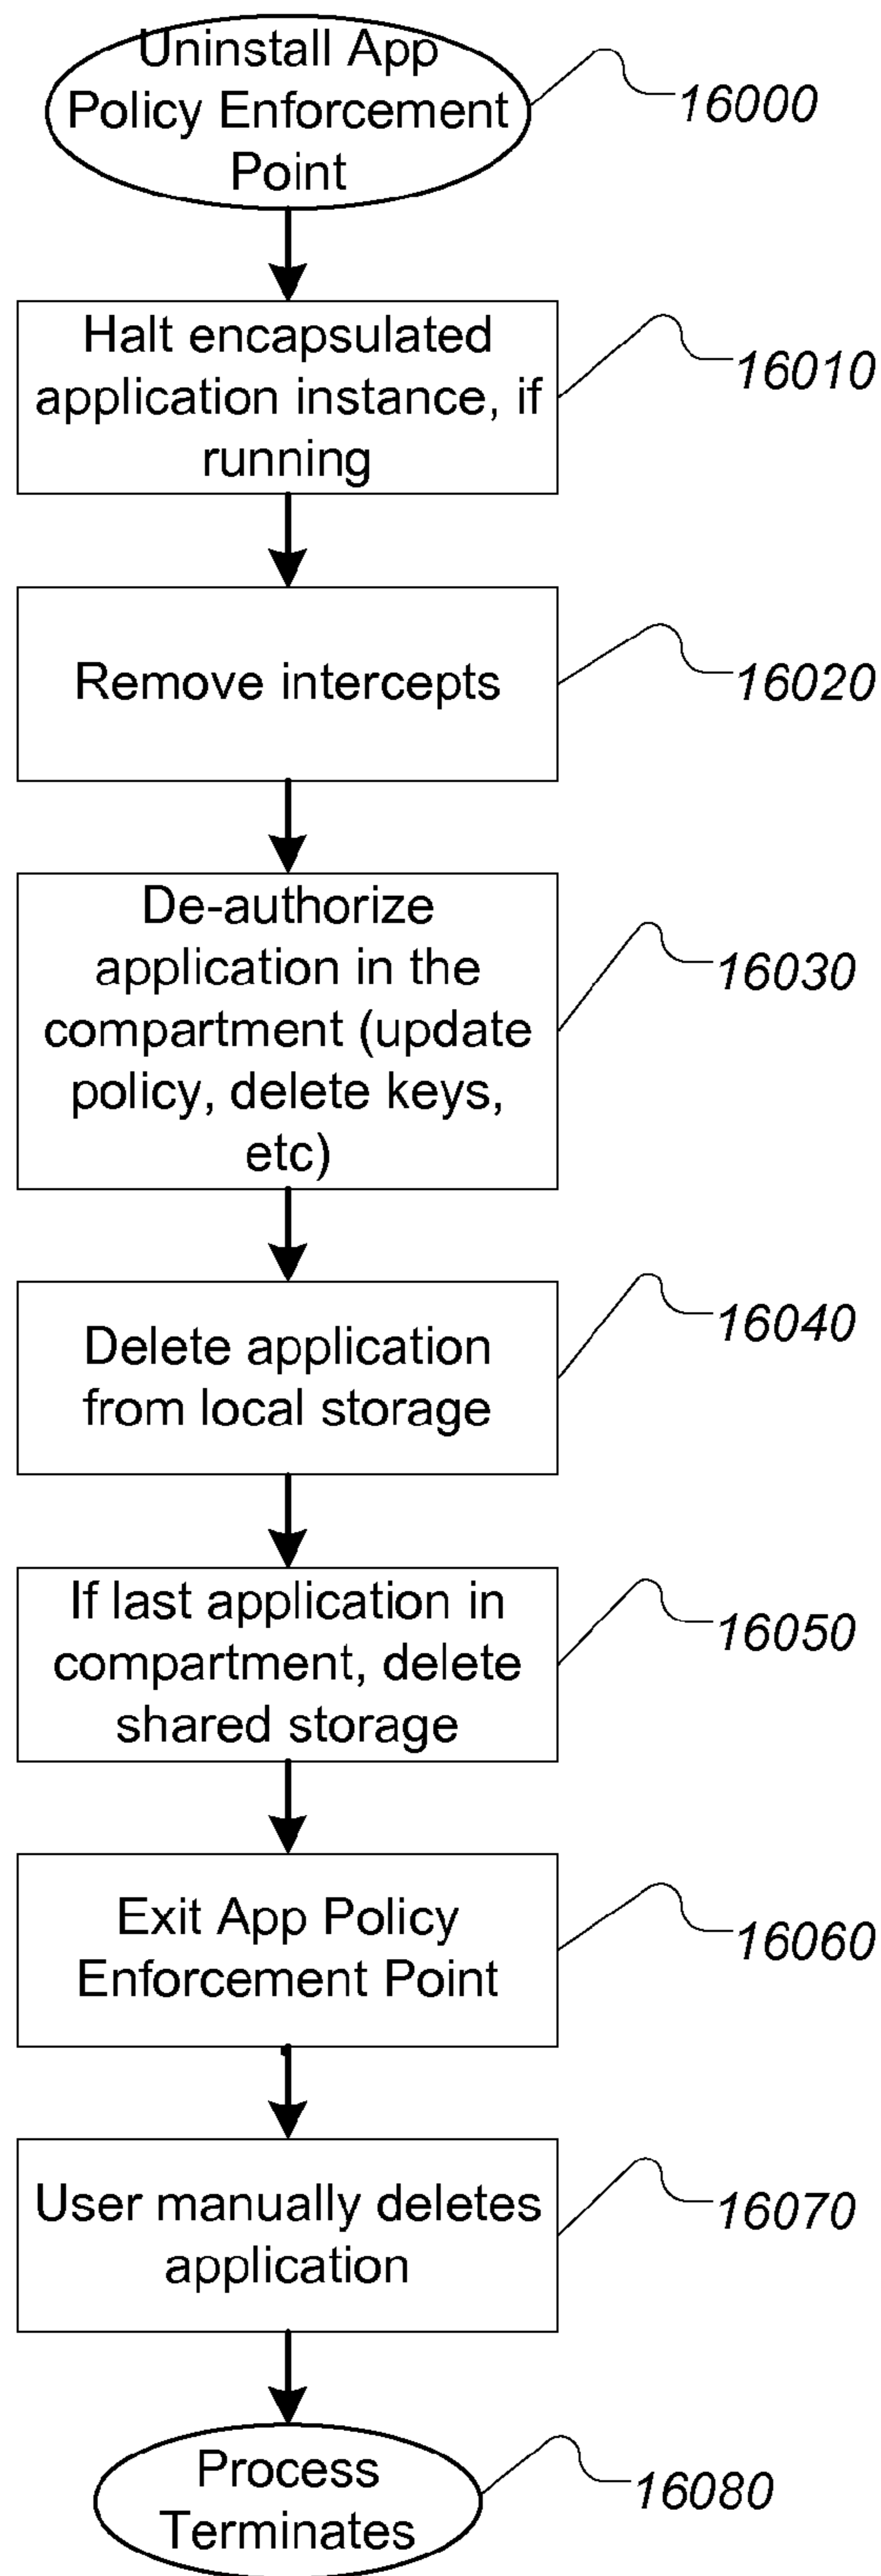 Uninstall App
Policy Enforcement
Point
16000
Halt encapsulated
application instance, if
running
16010
Remove intercepts
16020
De-authorize
application in the
compartment (update
policy, delete keys,
etc)
16030
Delete application
from local storage
16040
If last application in
compartment, delete
shared storage
16050
Exit App Policy
Enforcement Point
16060
User manually deletes
application
16070
Process
Terminates
16080